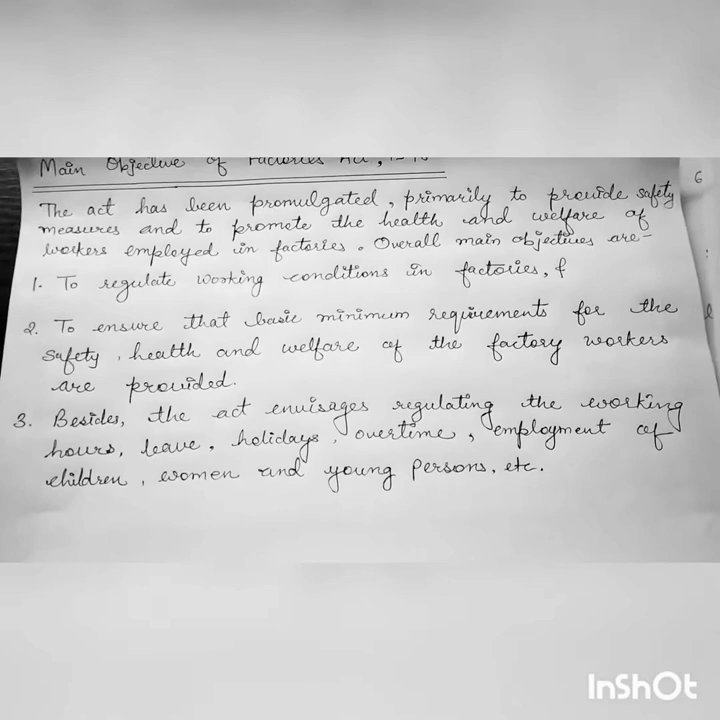 Main Objective of Factories Act,
6
The act has been promulgated, primarily to provide safety
measures and to promote the health and welfare of
workers employed in factories. Overall main objectives are-
1. To regulate working conditions in factories, &
2. To ensure that basic minimum requirements for the
safety, health and welfare of the factory workers
are provided.
3. Besides, the act envisages regulating the working
hours, leave, holidays, overtime, employment of
children, women and young persons, etc.
InShOt